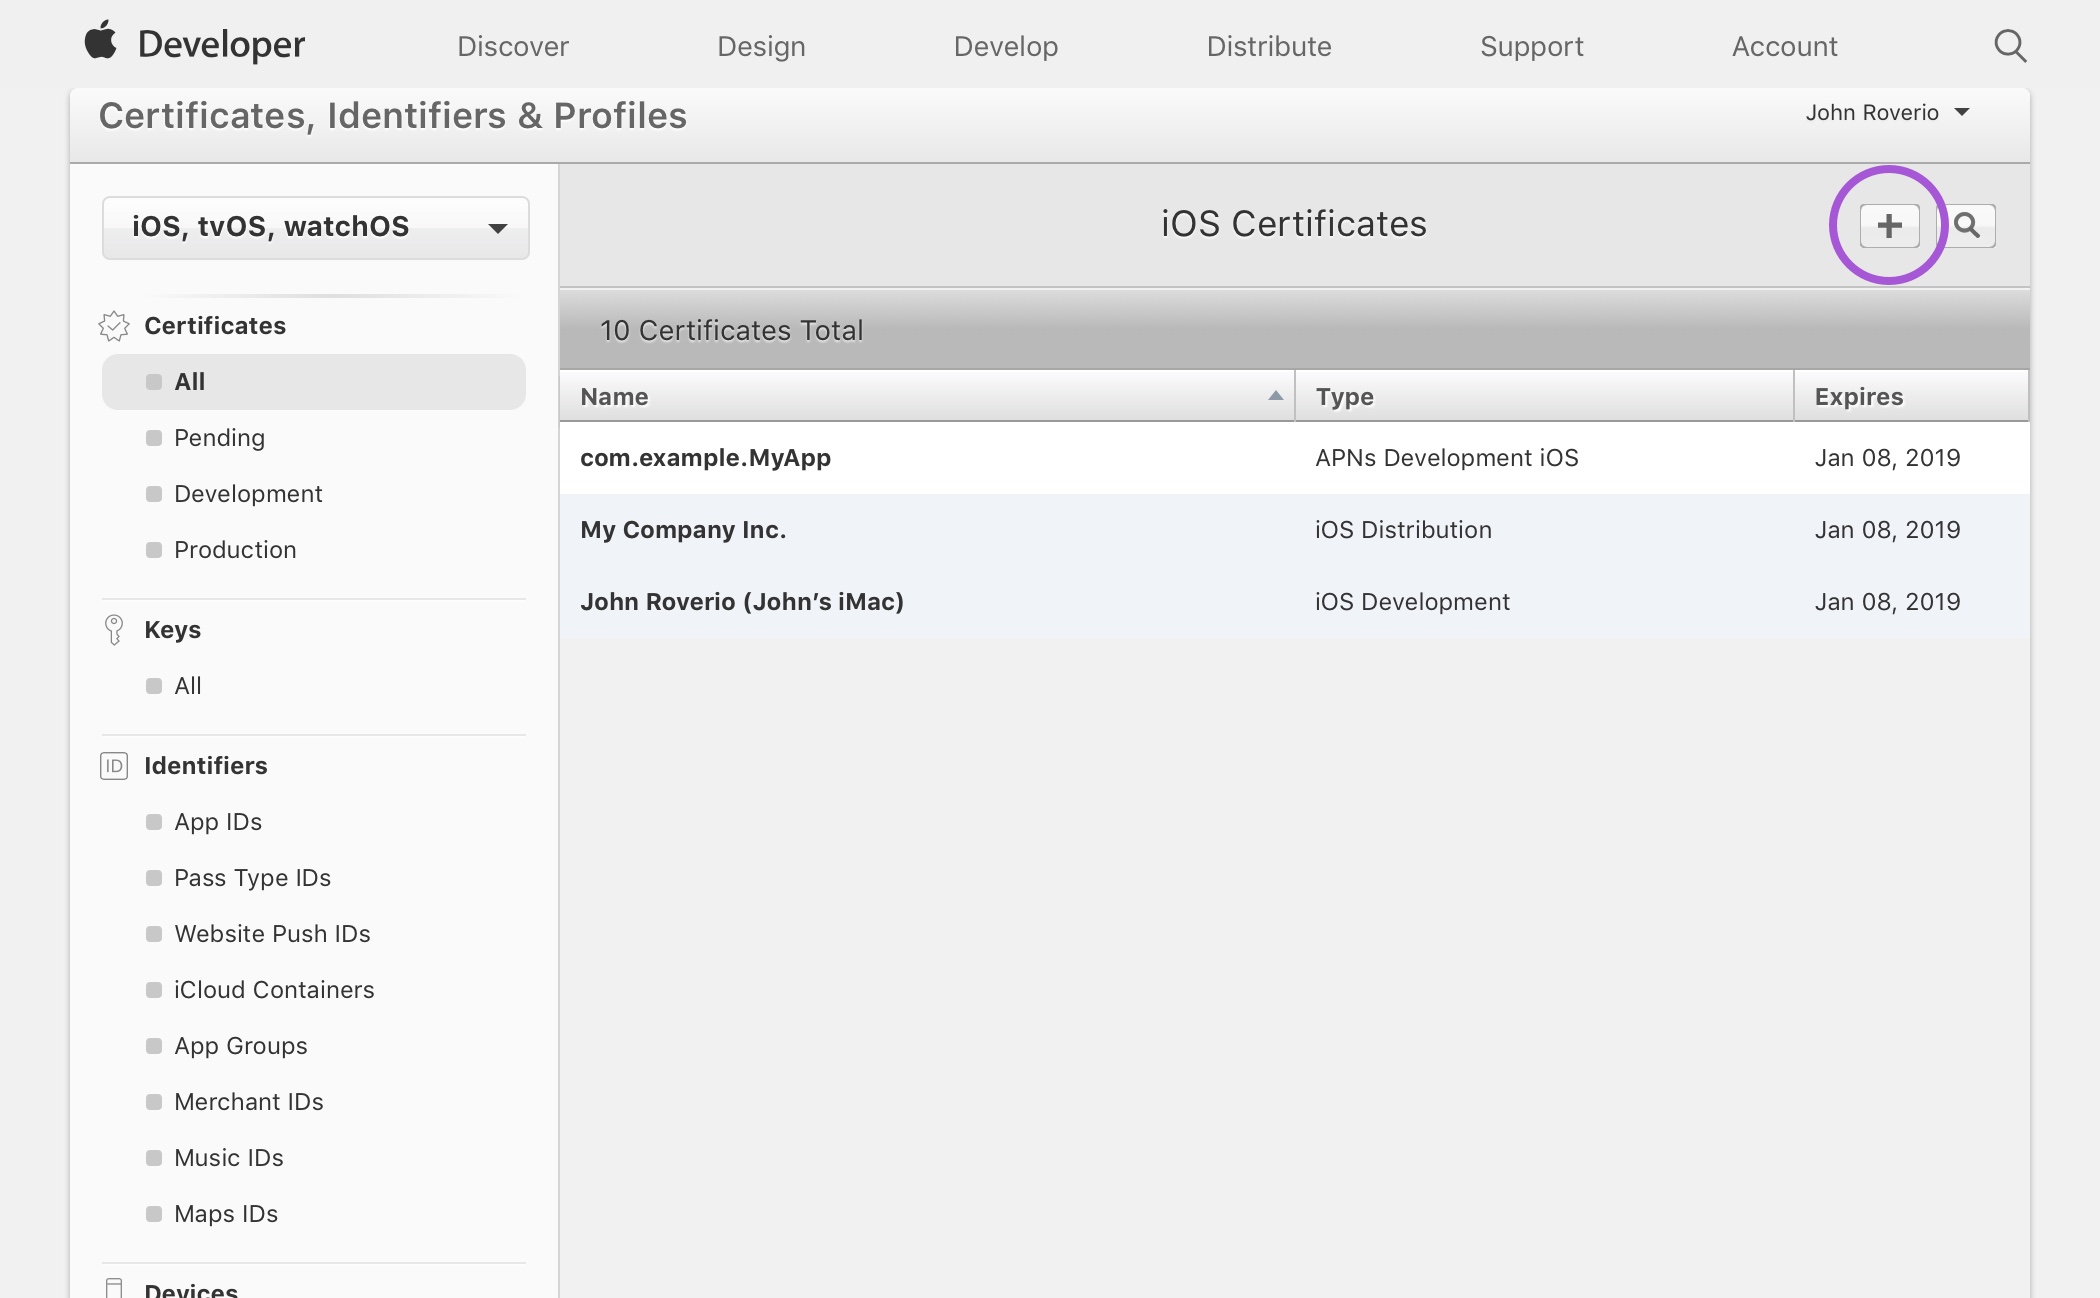 Developer Discover Design Develop Distribute Support Account
Certificates, Identifiers & Profiles
John Roverio
iOS, tvOS, watchOS
Certificates
All
Pending
Development
Production
Keys
All
ID Identifiers
App IDs
Pass Type IDs
Website Push IDs
iCloud Containers
App Groups
Merchant IDs
Music IDs
Maps IDs
Devices
iOS Certificates
10 Certificates Total
Name Type Expires
com.example.MyApp APNs Development iOS Jan 08, 2019
My Company Inc. iOS Distribution Jan 08, 2019
John Roverio (John’s iMac) iOS Development Jan 08, 2019